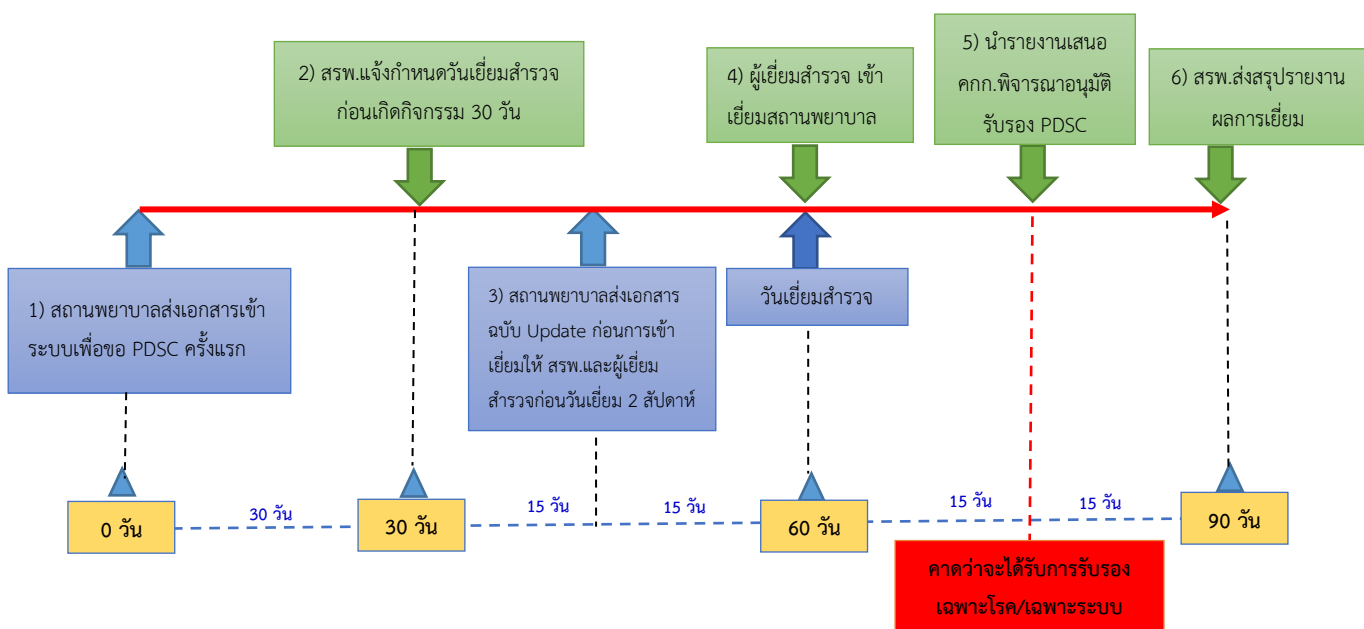 2) สรพ.แจ้งกำหนดวันเยี่ยมสำรวจ
ก่อนเกิดกิจกรรม 30 วัน
4) ผู้เยี่ยมสำรวจ เข้า
เยี่ยมสถานพยาบาล
5) นำรายงานเสนอ
คกก.พิจารณาอนุมัติ
รับรอง PDSC
6) สรพ.ส่งสรุปรายงาน
ผลการเยี่ยม
1) สถานพยาบาลส่งเอกสารเข้า
ระบบเพื่อขอ PDSC ครั้งแรก
3) สถานพยาบาลส่งเอกสาร
ฉบับ Update ก่อนการเข้า
เยี่ยมให้ สรพ.และผู้เยี่ยม
สำรวจก่อนวันเยี่ยม 2 สัปดาห์
วันเยี่ยมสำรวจ
0 วัน
30 วัน
30 วัน
15 วัน
15 วัน
60 วัน
15 วัน
15 วัน
90 วัน
คาดว่าจะได้รับการรับรอง
เฉพาะโรค/เฉพาะระบบ